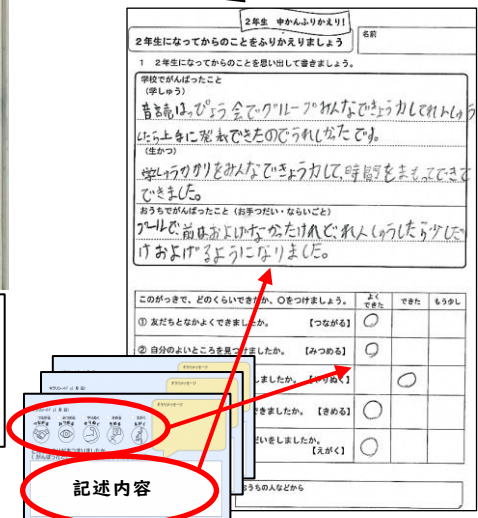 2年生 中かんふりかえり!
2年生になってからのことをふりかえりましょう
名前
1 2年生になってからのことを思い出して書きましょう。
学校でがんばったこと
(学しゅう)
音読はっぴょう会でグループみんなできょう力してれんしゅう
したら上手に発表できたのでうれしかったです。
(生かつ)
学しゅうがかりをみんなできょう力して、時間をまもってできて
できました。
おうちでがんばったこと(お手つだい・ならいごと)
プールで、前はおよげなかったけれど、れんしゅうしたら少しだ
けおよげるようになりました。
このがっきで、どのくらいできたか、○をつけましょう。
よくできた
できた
もう少し
① 友だちとなかよくできましたか。 【つながる】
② 自分のよいところを見つけましたか。 【みつめる】
しましたか。 【やりぬく】
できましたか。 【きめる】
いをしましたか。
【えがく】
おうちの人などから
記述内容